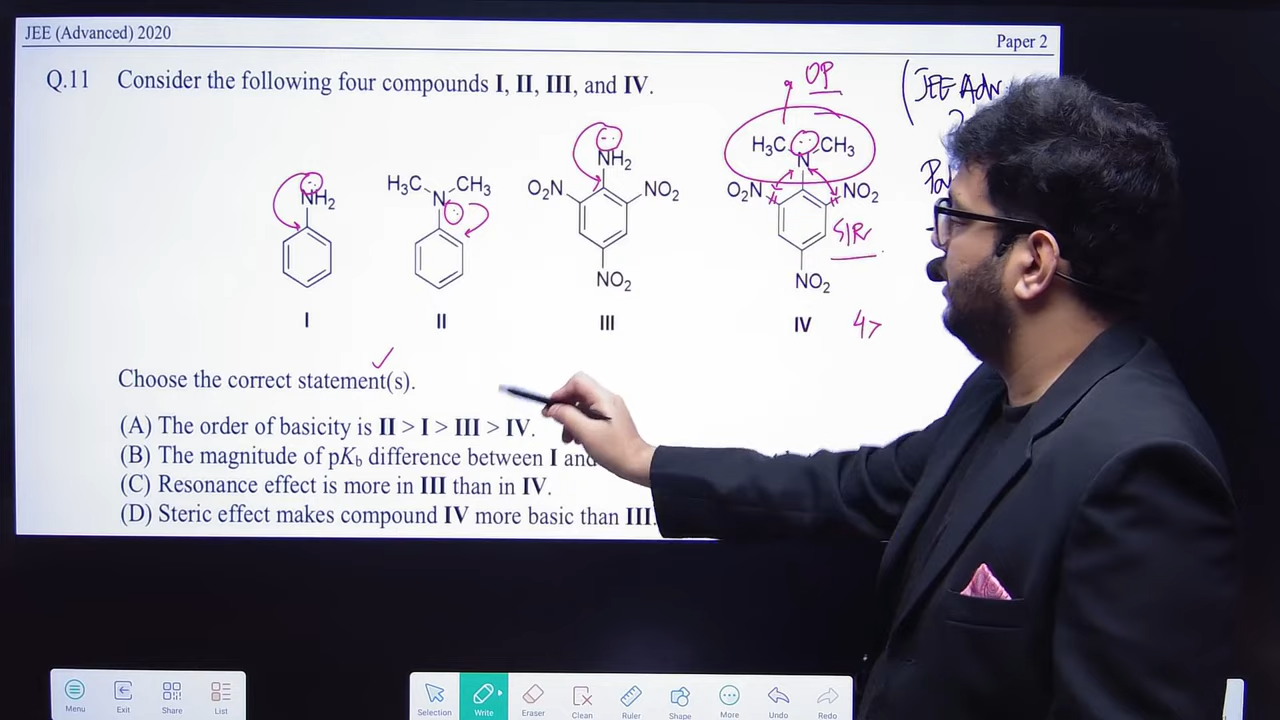 JEE (Advanced) 2020
Paper 2
Q.11 Consider the following four compounds I, II, III, and IV.
OP
(JEE Adv.
NH2
H3C CH3
N
NH2
O2N NO2
NO2
H3C CH3
N
O2N NO2
S/R
NO2
I II III IV 4>
Choose the correct statement(s).
(A) The order of basicity is II > I > III > IV.
(B) The magnitude of pKb difference between I and
(C) Resonance effect is more in III than in IV.
(D) Steric effect makes compound IV more basic than III.
Menu Exit Share List Selection Write Eraser Clean Ruler Shape More Undo Redo